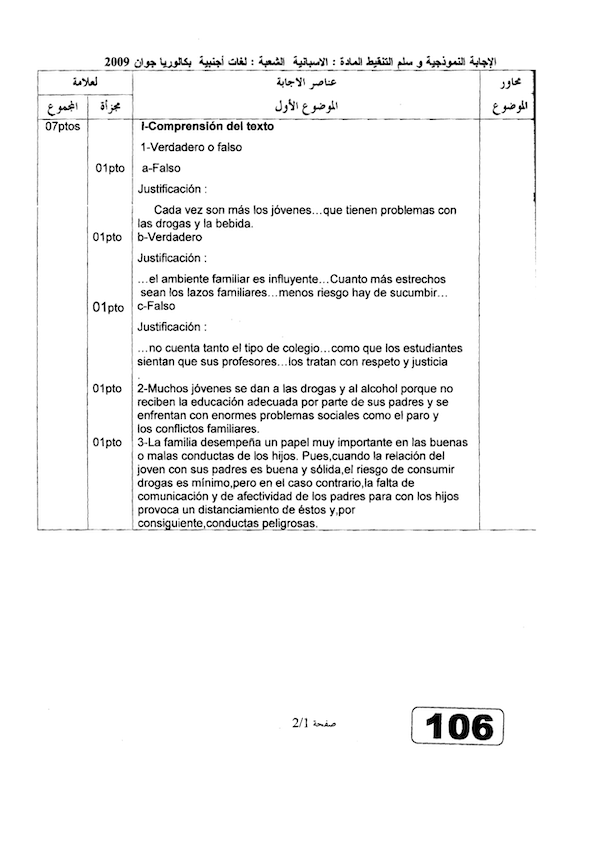 الإجابة النموذجية و سلم التنقيط المادة : الاسبانية الشعبة : لغات أجنبية بكالوريا جوان 2009
محاور الموضوع
عناصر الاجابة
الموضوع الأول
لعلامة
مجزأة
المجموع
07ptos
I-Comprensión del texto
1-Verdadero o falso
01pto a-Falso
Justificación :
Cada vez son más los jóvenes...que tienen problemas con
las drogas y la bebida.
01pto b-Verdadero
Justificación :
...el ambiente familiar es influyente...Cuanto más estrechos
sean los lazos familiares...menos riesgo hay de sucumbir...
01pto c-Falso
Justificación :
...no cuenta tanto el tipo de colegio...como que los estudiantes
sientan que sus profesores...los tratan con respeto y justicia
.
01pto 2-Muchos jóvenes se dan a las drogas y al alcohol porque no
reciben la educación adecuada por parte de sus padres y se
enfrentan con enormes problemas sociales como el paro y
los conflictos familiares.
01pto 3-La familia desempeña un papel muy importante en las buenas
o malas conductas de los hijos. Pues,cuando la relación del
joven con sus padres es buena y sólida,el riesgo de consumir
drogas es mínimo,pero en el caso contrario,la falta de
comunicación y de afectividad de los padres para con los hijos
provoca un distanciamiento de éstos y,por
consiguiente,conductas peligrosas.
صفحة 2/1
106